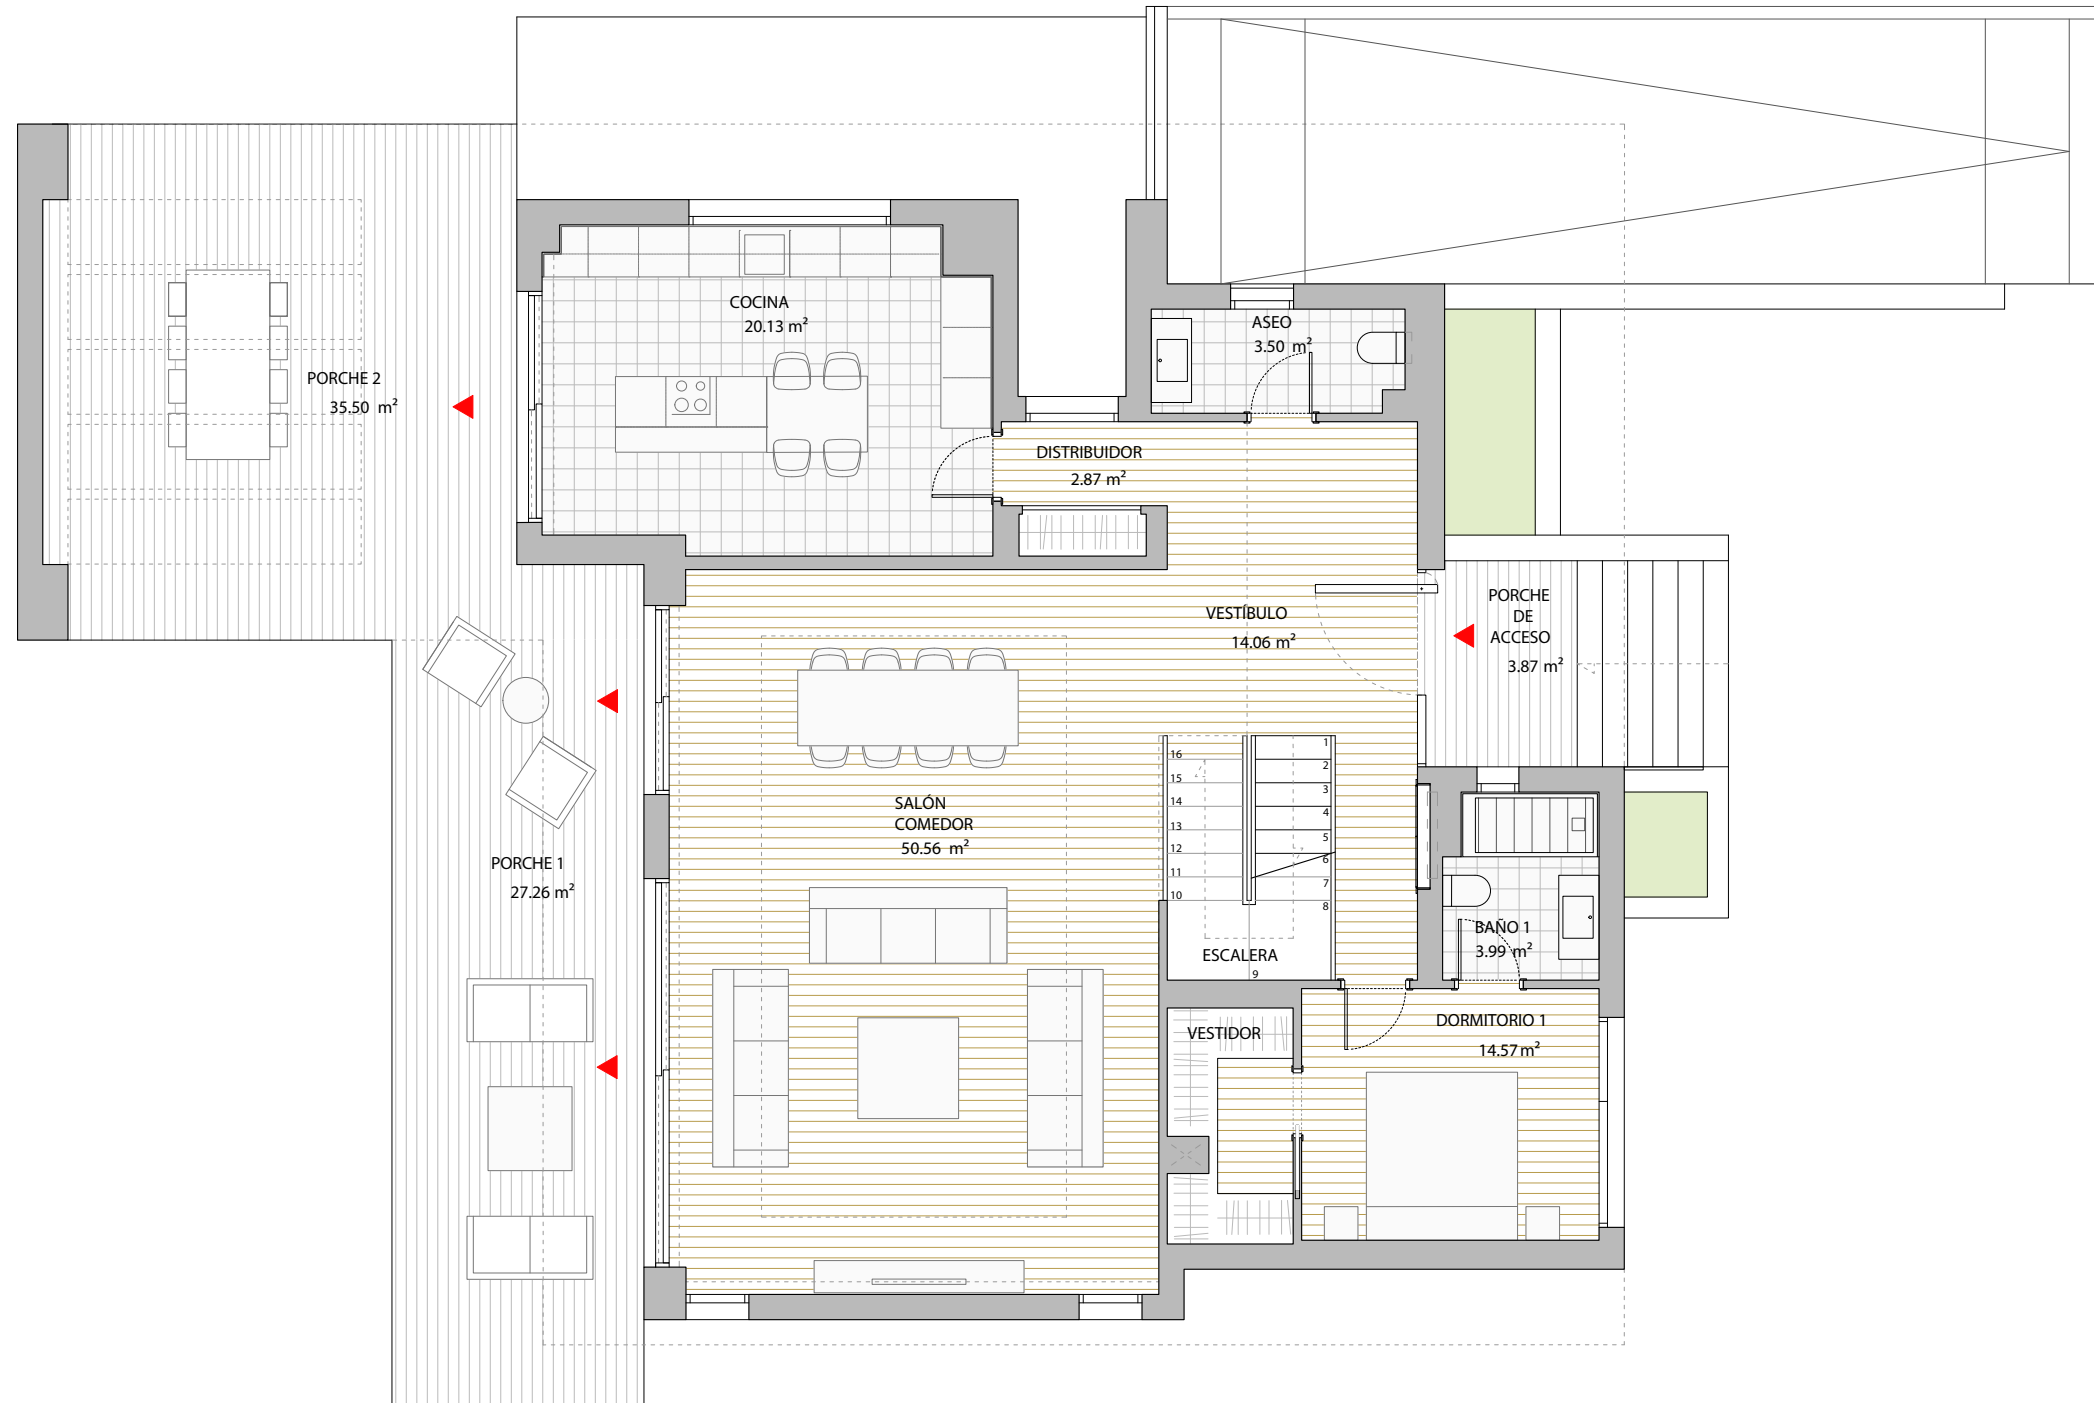 COCINA
20.13 m²
ASEO
3.50 m²
PORCHE 2
35.50 m²
DISTRIBUIDOR
2.87 m²
VESTÍBULO
14.06 m²
PORCHE
DE
ACCESO
3.87 m²
SALÓN
COMEDOR
50.56 m²
PORCHE 1
27.26 m²
16
15
14
13
12
11
10
1
2
3
4
5
6
7
8
ESCALERA
9
BAÑO 1
3.99 m²
VESTIDOR
DORMITORIO 1
14.57 m²